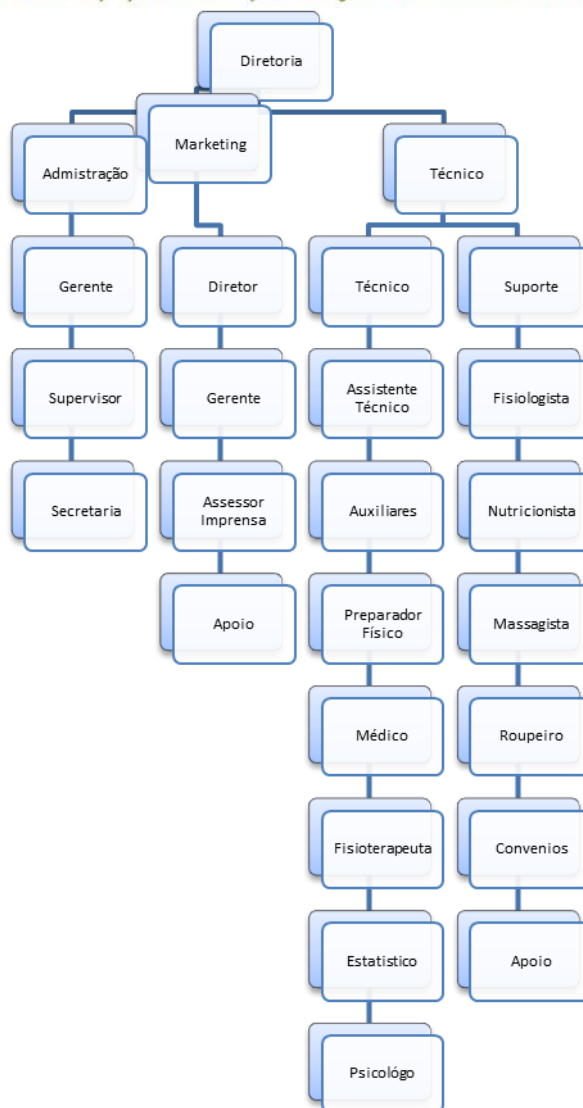 Diretoria
Marketing
Admistração
Técnico
Gerente
Diretor
Técnico
Suporte
Supervisor
Gerente
Assistente
Técnico
Fisiologista
Secretaria
Assessor
Imprensa
Auxiliares
Nutricionista
Apoio
Preparador
Físico
Massagista
Médico
Roupeiro
Fisioterapeuta
Convenios
Estatistico
Apoio
Psicológo